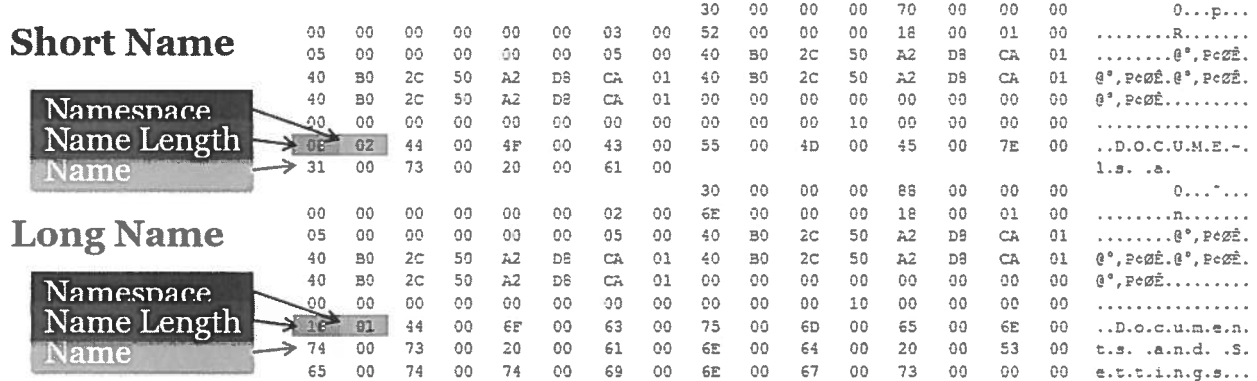 30 00 00 00 70 00 00 00 0...p...
Short Name
00 00 00 00 00 00 03 00 52 00 00 00 18 00 01 00 ........R.......
05 00 00 00 00 00 05 00 40 B0 2C 50 A2 D8 CA 01 ........@°,P¢ØÊ.
40 B0 2C 50 A2 D8 CA 01 40 B0 2C 50 A2 D8 CA 01 @°,P¢ØÊ.@°,P¢ØÊ.
40 B0 2C 50 A2 D8 CA 01 00 00 00 00 00 00 00 00 @°,P¢ØÊ.........
Namespace
00 00 00 00 00 00 00 00 00 00 00 10 00 00 00 00 ................
Name Length
08 02 44 00 4F 00 43 00 55 00 4D 00 45 00 7E 00 ..D.O.C.U.M.E.~.
Name
31 00 73 00 20 00 61 00 1.s. .a.
30 00 00 00 88 00 00 00 0...ˆ...
Long Name
00 00 00 00 00 00 02 00 6E 00 00 00 18 00 01 00 ........n.......
05 00 00 00 00 00 05 00 40 B0 2C 50 A2 D8 CA 01 ........@°,P¢ØÊ.
40 B0 2C 50 A2 D8 CA 01 40 B0 2C 50 A2 D8 CA 01 @°,P¢ØÊ.@°,P¢ØÊ.
40 B0 2C 50 A2 D8 CA 01 00 00 00 00 00 00 00 00 @°,P¢ØÊ.........
Namespace
00 00 00 00 00 00 00 00 00 00 00 10 00 00 00 00 ................
Name Length
16 01 44 00 6F 00 63 00 75 00 6D 00 65 00 6E 00 ..D.o.c.u.m.e.n.
Name
74 00 73 00 20 00 61 00 6E 00 64 00 20 00 53 00 t.s. .a.n.d. .S.
65 00 74 00 74 00 69 00 6E 00 67 00 73 00 00 00 e.t.t.i.n.g.s...